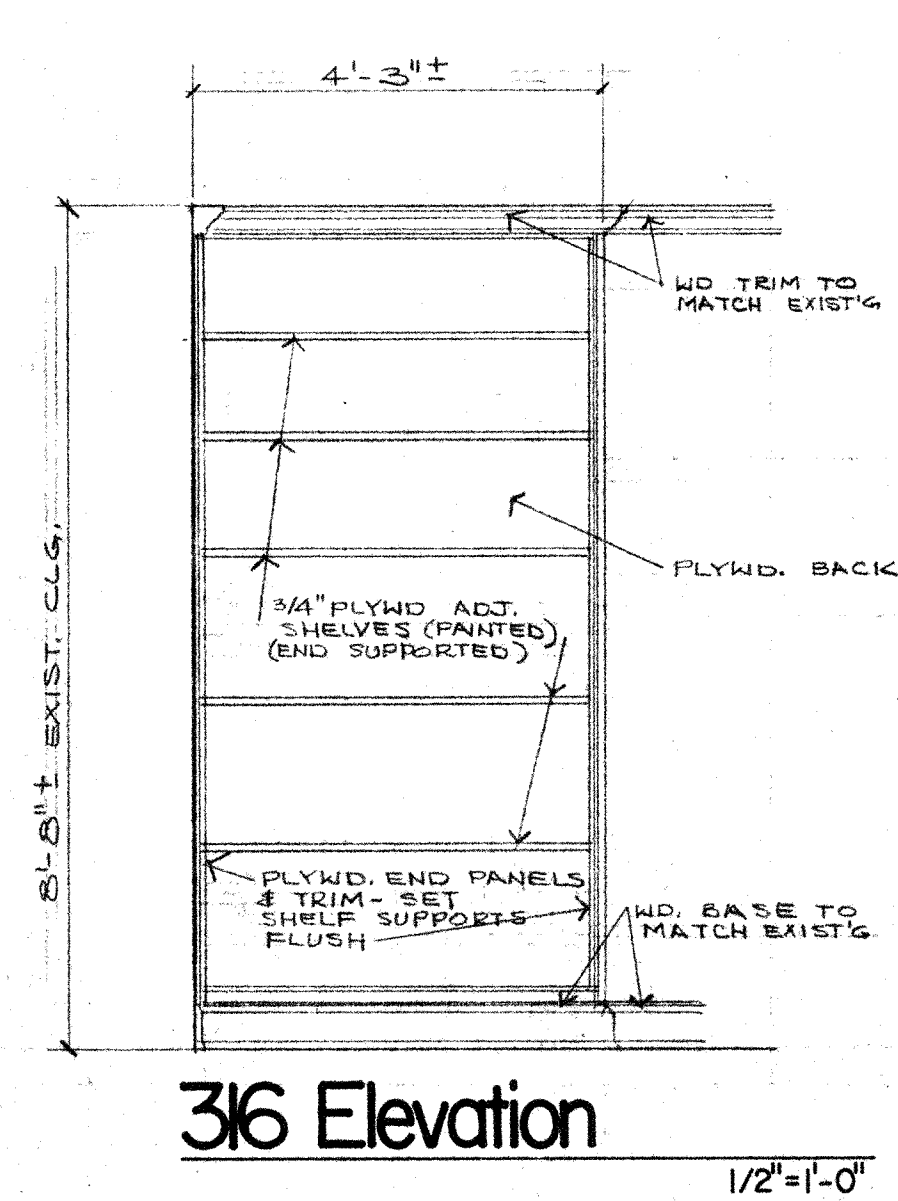 4'-3"±
WD TRIM TO
MATCH EXIST'G
PLYWD. BACK
8'-8"± EXIST. CLG.
3/4" PLYWD ADJ.
SHELVES (PAINTED)
(END SUPPORTED)
PLYWD. END PANELS
& TRIM - SET
SHELF SUPPORTS
FLUSH
WD. BASE TO
MATCH EXIST'G
316 Elevation
1/2"=1'-0"